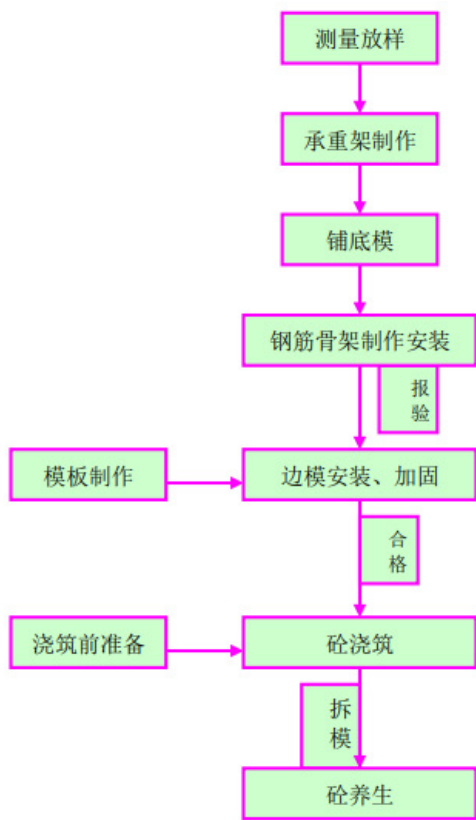 测量放样
承重架制作
铺底模
钢筋骨架制作安装
报
验
模板制作
边模安装、加固
合
格
浇筑前准备
砼浇筑
拆
模
砼养生